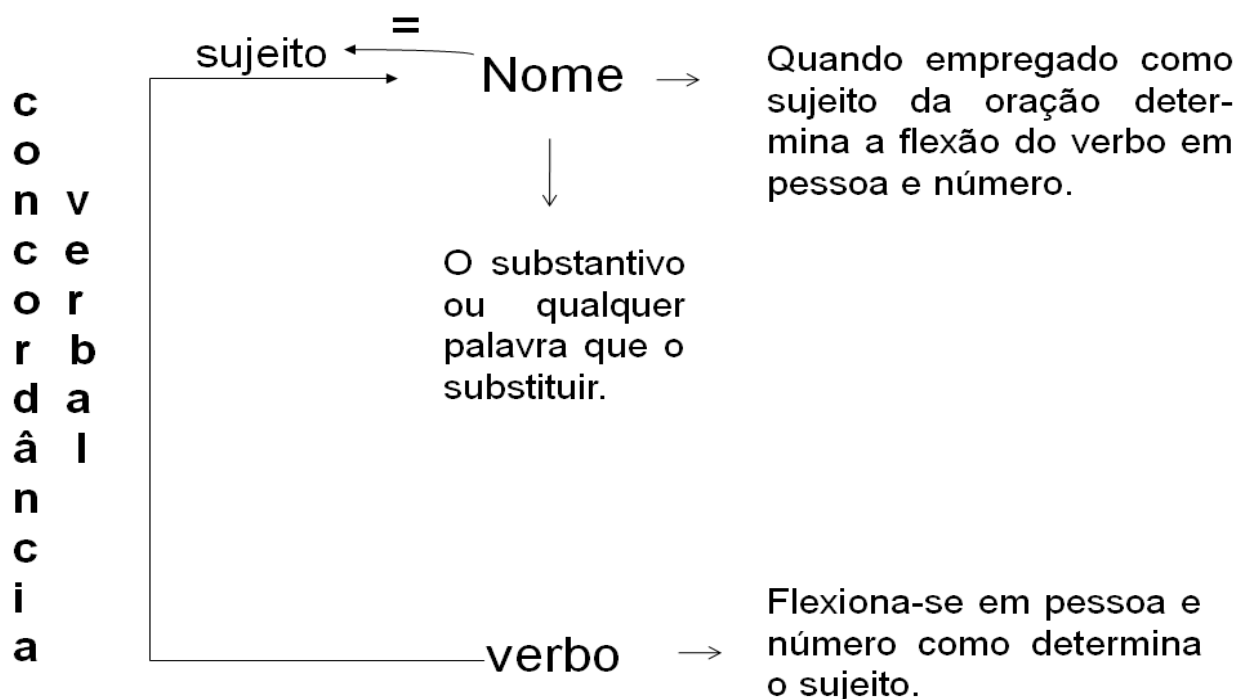 concordância
verbal
=
sujeito
Nome
Quando empregado como
sujeito da oração deter-
mina a flexão do verbo em
pessoa e número.
O substantivo
ou qualquer
palavra que o
substituir.
verbo
Flexiona-se em pessoa e
número como determina
o sujeito.